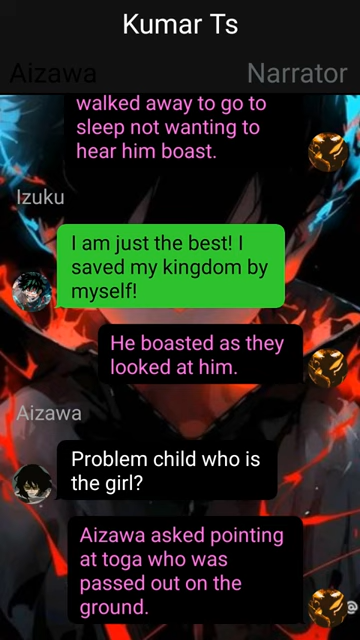 Kumar Ts
Aizawa
Narrator
walked away to go to
sleep not wanting to
hear him boast.
Izuku
I am just the best! I
saved my kingdom by
myself!
He boasted as they
looked at him.
Aizawa
Problem child who is
the girl?
Aizawa asked pointing
at toga who was
passed out on the
ground.
@